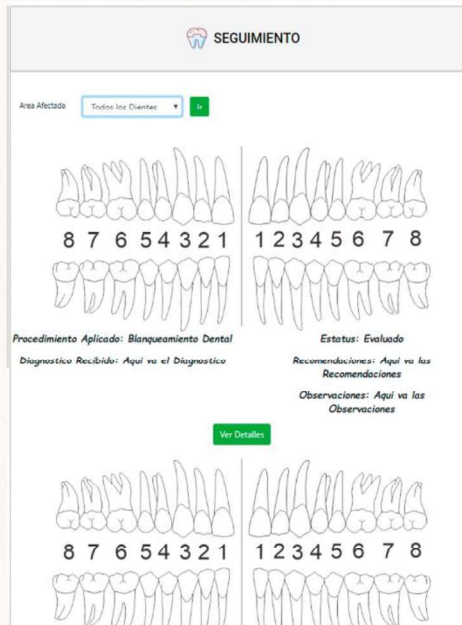 SEGUIMIENTO
Area Afectada Todos los Dientes Ir
8 7 6 5 4 3 2 1 1 2 3 4 5 6 7 8
Procedimiento Aplicado: Blanqueamiento Dental
Diagnostico Recibido: Aqui va el Diagnostico
Estatus: Evaluado
Recomendaciones: Aqui va las
Recomendaciones
Observaciones: Aqui va las
Observaciones
Ver Detalles
8 7 6 5 4 3 2 1 1 2 3 4 5 6 7 8